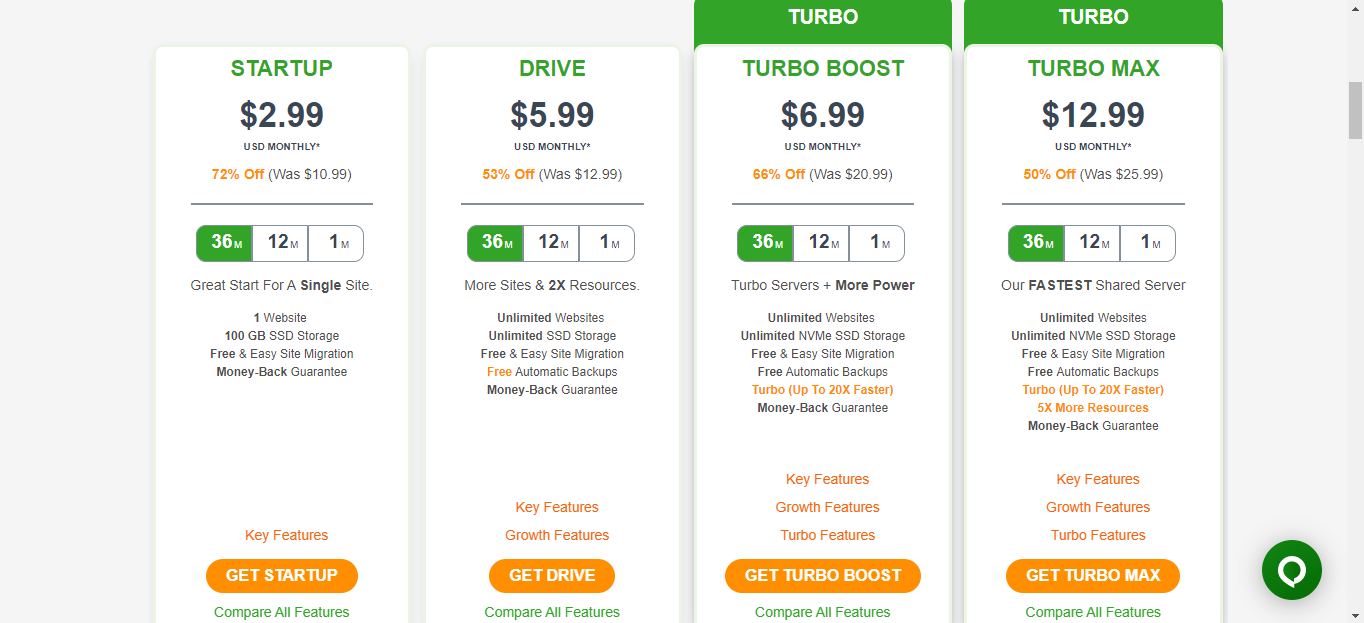 STARTUP
$2.99
USD MONTHLY*
72% Off (Was $10.99)
36M 12M 1M
Great Start For A Single Site.
1 Website
100 GB SSD Storage
Free & Easy Site Migration
Money-Back Guarantee
Key Features
GET STARTUP
Compare All Features
DRIVE
$5.99
USD MONTHLY*
53% Off (Was $12.99)
36M 12M 1M
More Sites & 2X Resources.
Unlimited Websites
Unlimited SSD Storage
Free & Easy Site Migration
Free Automatic Backups
Money-Back Guarantee
Key Features
Growth Features
GET DRIVE
Compare All Features
TURBO
TURBO BOOST
$6.99
USD MONTHLY*
66% Off (Was $20.99)
36M 12M 1M
Turbo Servers + More Power
Unlimited Websites
Unlimited NVMe SSD Storage
Free & Easy Site Migration
Free Automatic Backups
Turbo (Up To 20X Faster)
Money-Back Guarantee
Key Features
Growth Features
Turbo Features
GET TURBO BOOST
Compare All Features
TURBO
TURBO MAX
$12.99
USD MONTHLY*
50% Off (Was $25.99)
36M 12M 1M
Our FASTEST Shared Server
Unlimited Websites
Unlimited NVMe SSD Storage
Free & Easy Site Migration
Free Automatic Backups
Turbo (Up To 20X Faster)
5X More Resources
Money-Back Guarantee
Key Features
Growth Features
Turbo Features
GET TURBO MAX
Compare All Features